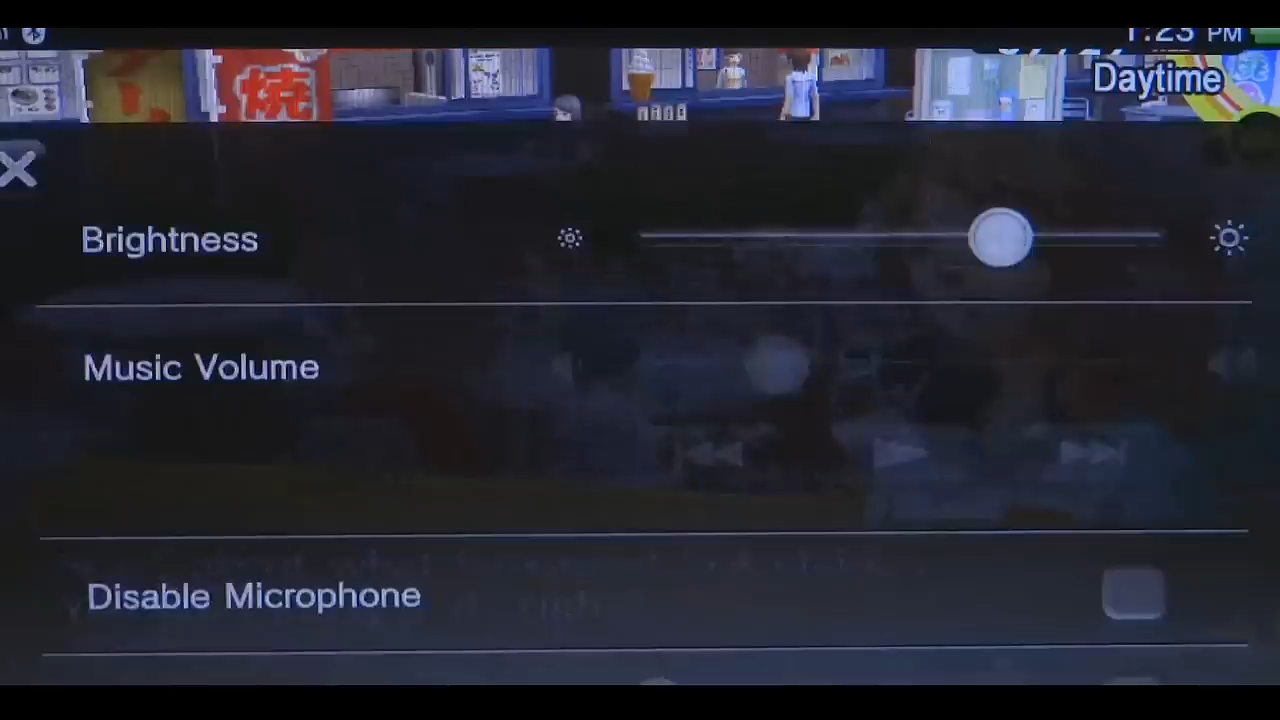 1:23 PM
焼
Daytime
Brightness
Music Volume
Disable Microphone